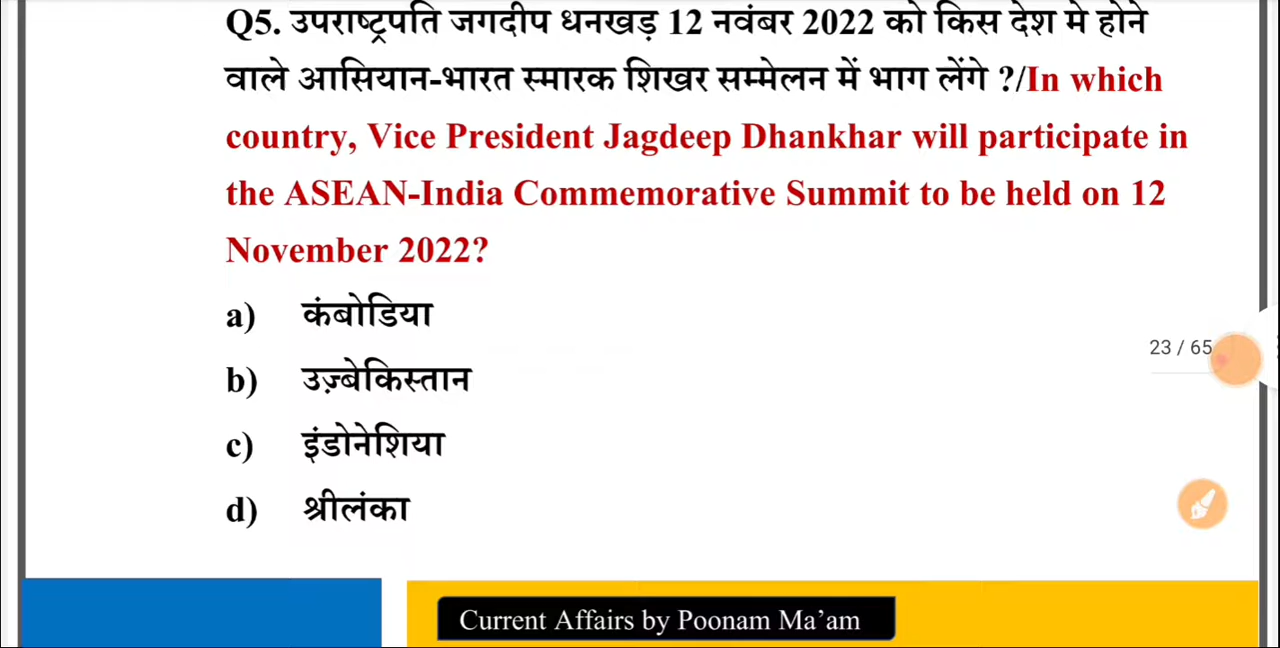 Q5. उपराष्ट्रपति जगदीप धनखड़ 12 नवंबर 2022 को किस देश मे होने
वाले आसियान-भारत स्मारक शिखर सम्मेलन में भाग लेंगे ?/In which
country, Vice President Jagdeep Dhankhar will participate in
the ASEAN-India Commemorative Summit to be held on 12
November 2022?
a) कंबोडिया
b) उज़्बेकिस्तान
23 / 65
c) इंडोनेशिया
d) श्रीलंका
Current Affairs by Poonam Ma’am